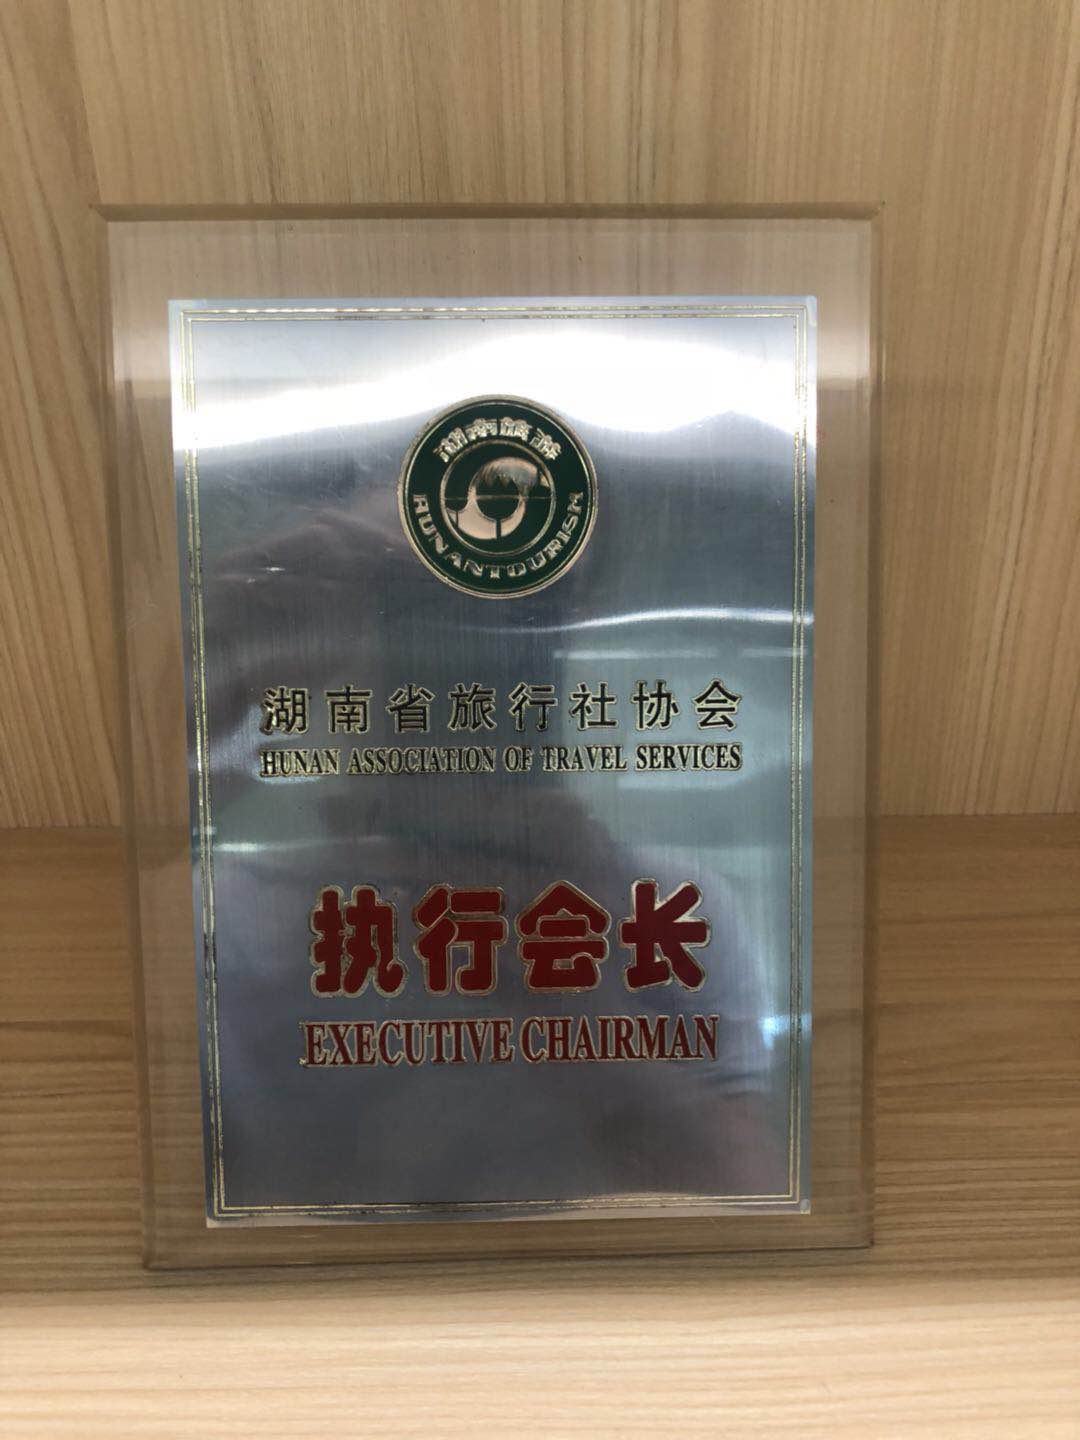 湖南旅游
HUNANTOURISM
湖南省旅行社协会
HUNAN ASSOCIATION OF TRAVEL SERVICES
执行会长
EXECUTIVE CHAIRMAN